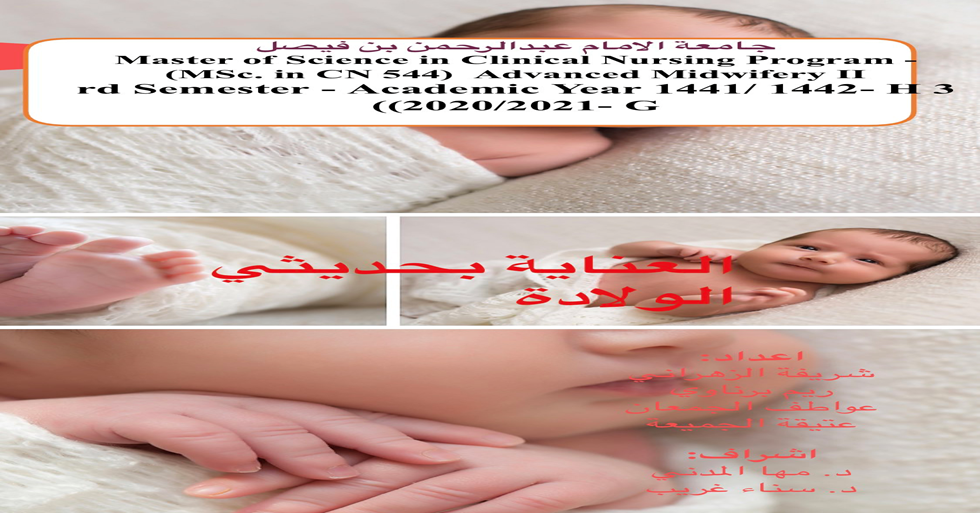 جامعة الامام عبدالرحمن بن فيصل
Master of Science in Clinical Nursing Program -
(MSc. in CN 544) Advanced Midwifery II
rd Semester - Academic Year 1441/ 1442- H 3
((2020/2021- G
العناية بحديثي
الولادة
اعداد:
شريفة الزهراني
ريم برناوي
عواطف الجمعان
عتيقة الجميعة
اشراف:
د. مها المدني
د. سناء غريب